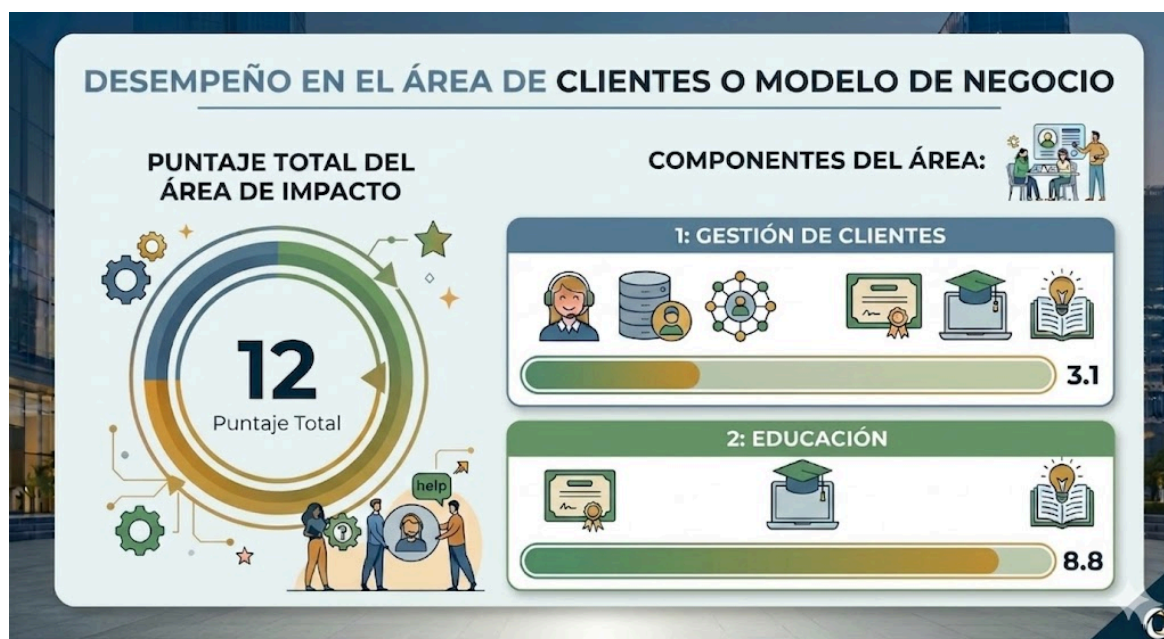 DESEMPEÑO EN EL ÁREA DE CLIENTES O MODELO DE NEGOCIO
PUNTAJE TOTAL DEL
ÁREA DE IMPACTO
12
Puntaje Total
help
?
COMPONENTES DEL ÁREA:
1: GESTIÓN DE CLIENTES
3.1
2: EDUCACIÓN
8.8